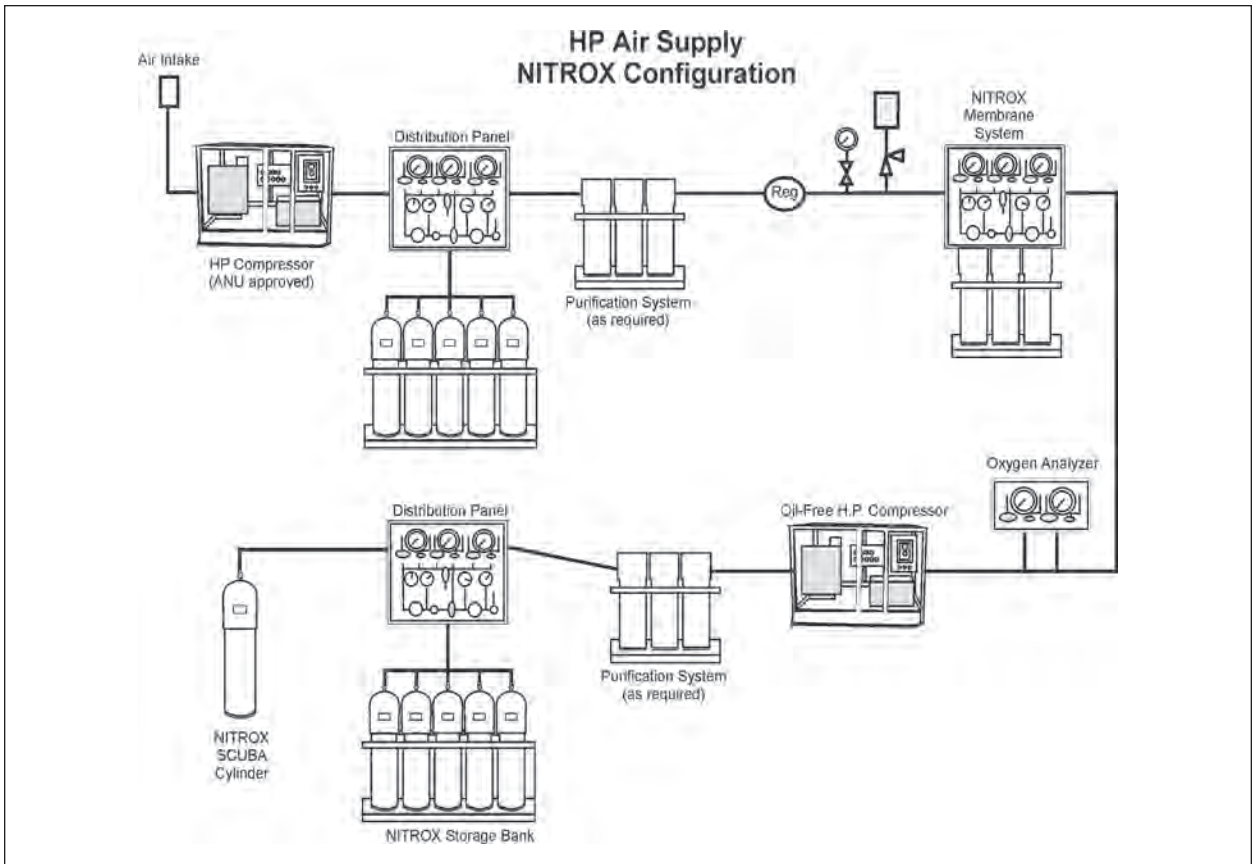 HP Air Supply
NITROX Configuration
Air Intake
HP Compressor
(ANU approved)
Distribution Panel
Purification System
(as required)
Reg
NITROX
Membrane
System
Oxygen Analyzer
Oil-Free H.P. Compressor
Purification System
(as required)
Distribution Panel
NITROX Storage Bank
NITROX
SCUBA
Cylinder